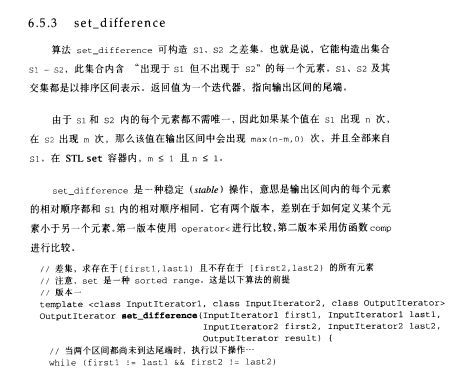 6.5.3 set_difference
算法 set_difference 可构造 S1、S2 之差集。也就是说，它能构造出集合
S1 - S2，此集合内含 “出现于 S1 但不出现于 S2”的每一个元素。S1、S2 及其
交集都是以排序区间表示。返回值为一个迭代器，指向输出区间的尾端。
由于 s1 和 s2 内的每个元素都不需唯一，因此如果某个值在 S1 出现 n 次，
在 S2 出现 m 次，那么该值在输出区间中会出现 max(n-m,0) 次，并且全部来自
S1。在 STL set 容器内，m ≤ 1 且 n ≤ 1。
set_difference 是一种稳定（stable）操作，意思是输出区间内的每个元素
的相对顺序都和 s1 内的相对顺序相同。它有两个版本，差别在于如何定义某个元
素小于另一个元素。第一版本使用 operator< 进行比较，第二版本采用仿函数 comp
进行比较。
// 差集，求存在于[first1,last1) 且不存在于 [first2,last2) 的所有元素
// 注意，set 是一种 sorted range。这是以下算法的前提
// 版本一
template <class InputIterator1, class InputIterator2, class OutputIterator>
OutputIterator set_difference(InputIterator1 first1, InputIterator1 last1,
InputIterator2 first2, InputIterator2 last2,
OutputIterator result) {
// 当两个区间都尚未到达尾端时，执行以下操作…
while (first1 != last1 && first2 != last2)